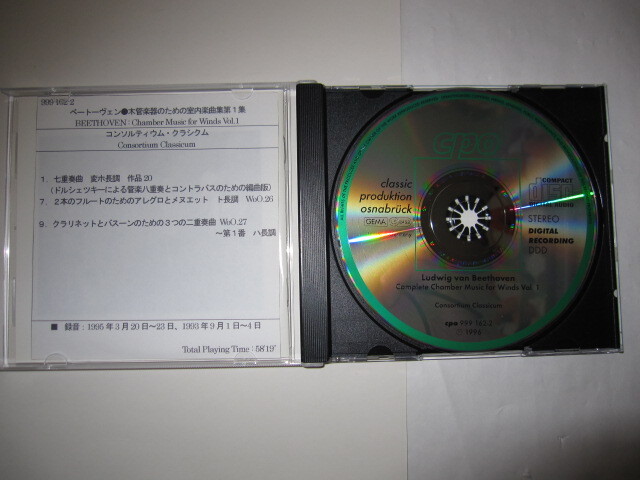 999 162-2
ベートーヴェン●木管楽器のための室内楽曲集第1集
BEETHOVEN : Chamber Music for Winds Vol.1
コンソルティウム・クラシクム
Consortium Classicum
1. 七重奏曲 変ホ長調 作品20
(ドルシェツキーによる管楽八重奏とコントラバスのための編曲版)
7. 2本のフルートのためのアレグロとメヌエット ト長調 WoO.26
9. クラリネットとバスーンのための3つの二重奏曲 WoO.27
～第1番 ハ長調
■ 録音：1995年3月20日～23日、1993年9月1日～4日
Total Playing Time : 58'19"
cpo
classic
produktion
osnabrück
GEMA
COMPACT
disc
DIGITAL AUDIO
STEREO
DIGITAL
RECORDING
DDD
Ludwig van Beethoven
Complete Chamber Music for Winds Vol. 1
Consortium Classicum
cpo 999 162-2
℗ 1996